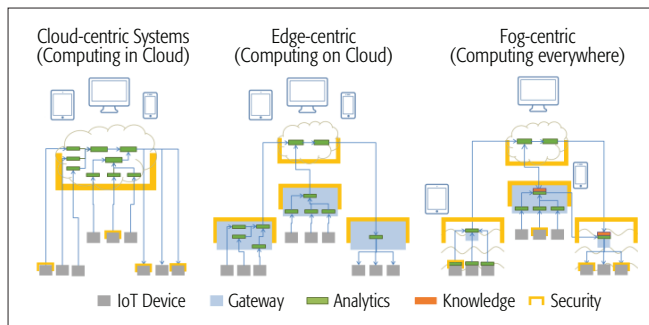 Cloud-centric Systems
(Computing in Cloud)
Edge-centric
(Computing on Cloud)
Fog-centric
(Computing everywhere)
IoT Device
Gateway
Analytics
Knowledge
Security